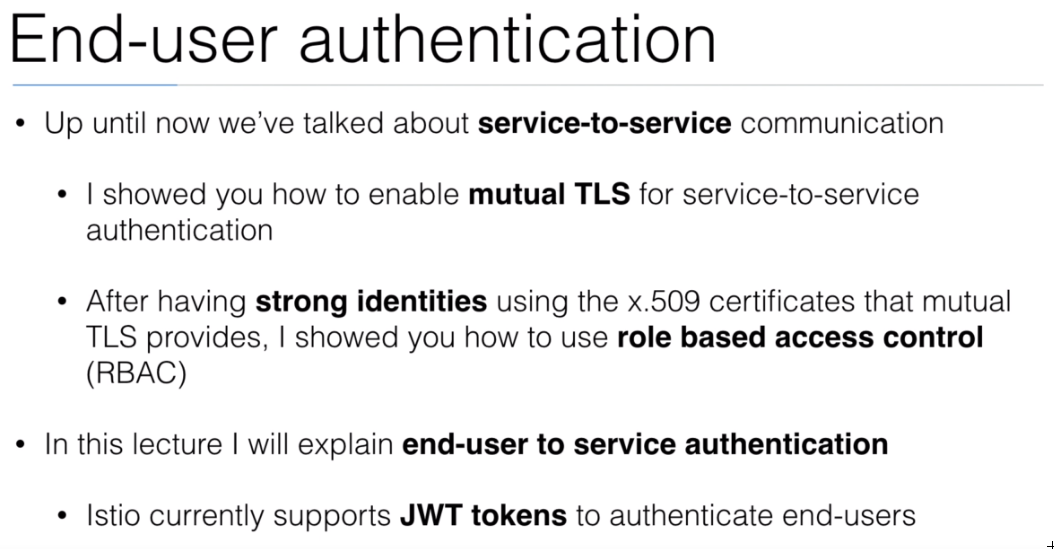 End-user authentication
• Up until now we've talked about service-to-service communication
• I showed you how to enable mutual TLS for service-to-service
authentication
• After having strong identities using the x.509 certificates that mutual
TLS provides, I showed you how to use role based access control
(RBAC)
• In this lecture I will explain end-user to service authentication
• Istio currently supports JWT tokens to authenticate end-users